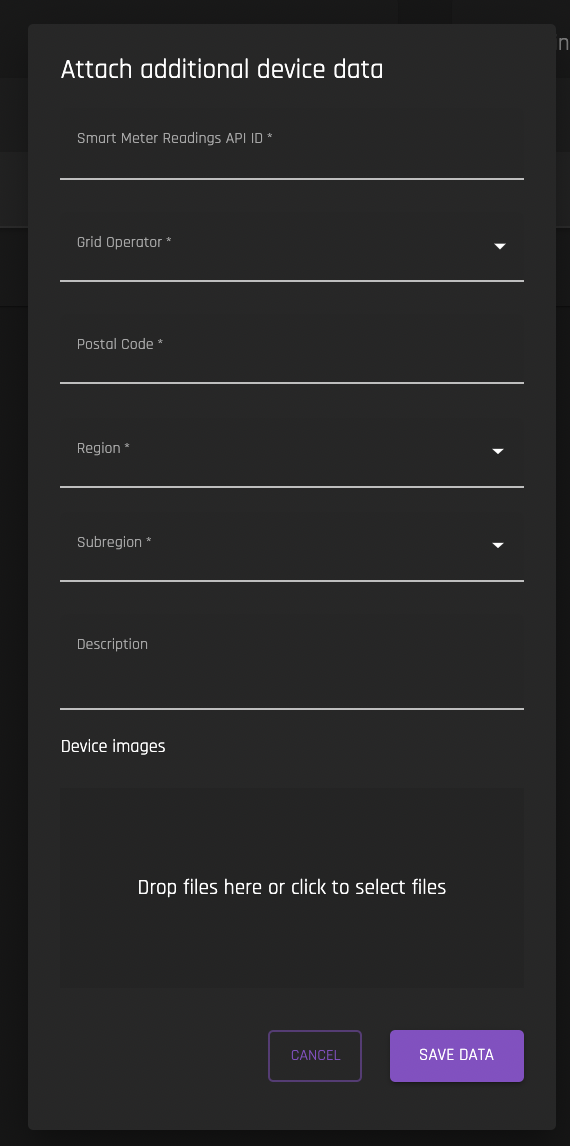 n
Attach additional device data
Smart Meter Readings API ID *
Grid Operator *
Postal Code *
Region *
Subregion *
Description
Device images
Drop files here or click to select files
CANCEL
SAVE DATA